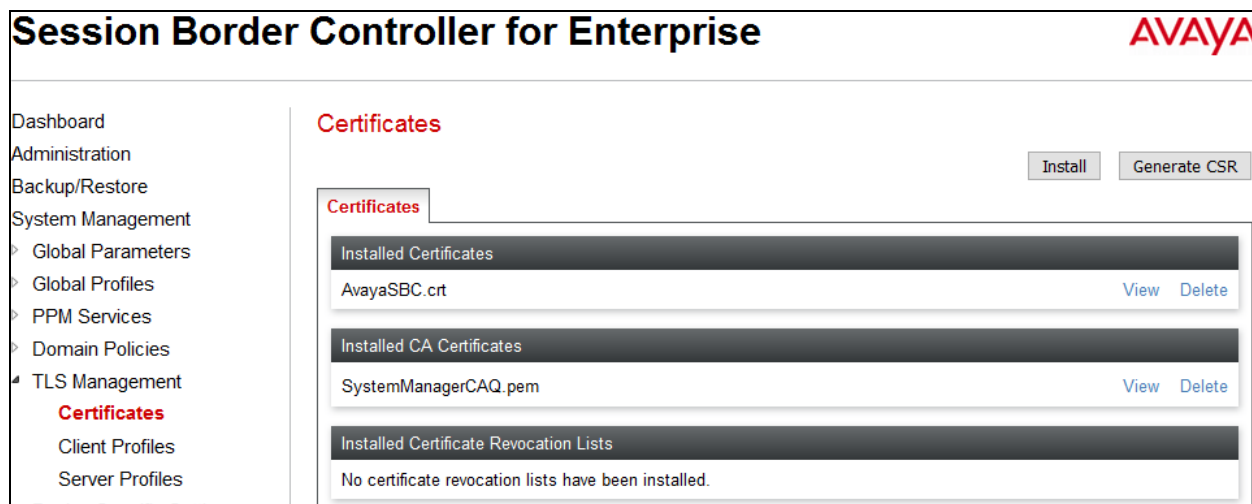 Session Border Controller for Enterprise
AVAYA
Dashboard
Administration
Backup/Restore
System Management
Global Parameters
Global Profiles
PPM Services
Domain Policies
TLS Management
Certificates
Client Profiles
Server Profiles
Certificates
Install Generate CSR
Certificates
Installed Certificates
AvayaSBC.crt View Delete
Installed CA Certificates
SystemManagerCAQ.pem View Delete
Installed Certificate Revocation Lists
No certificate revocation lists have been installed.